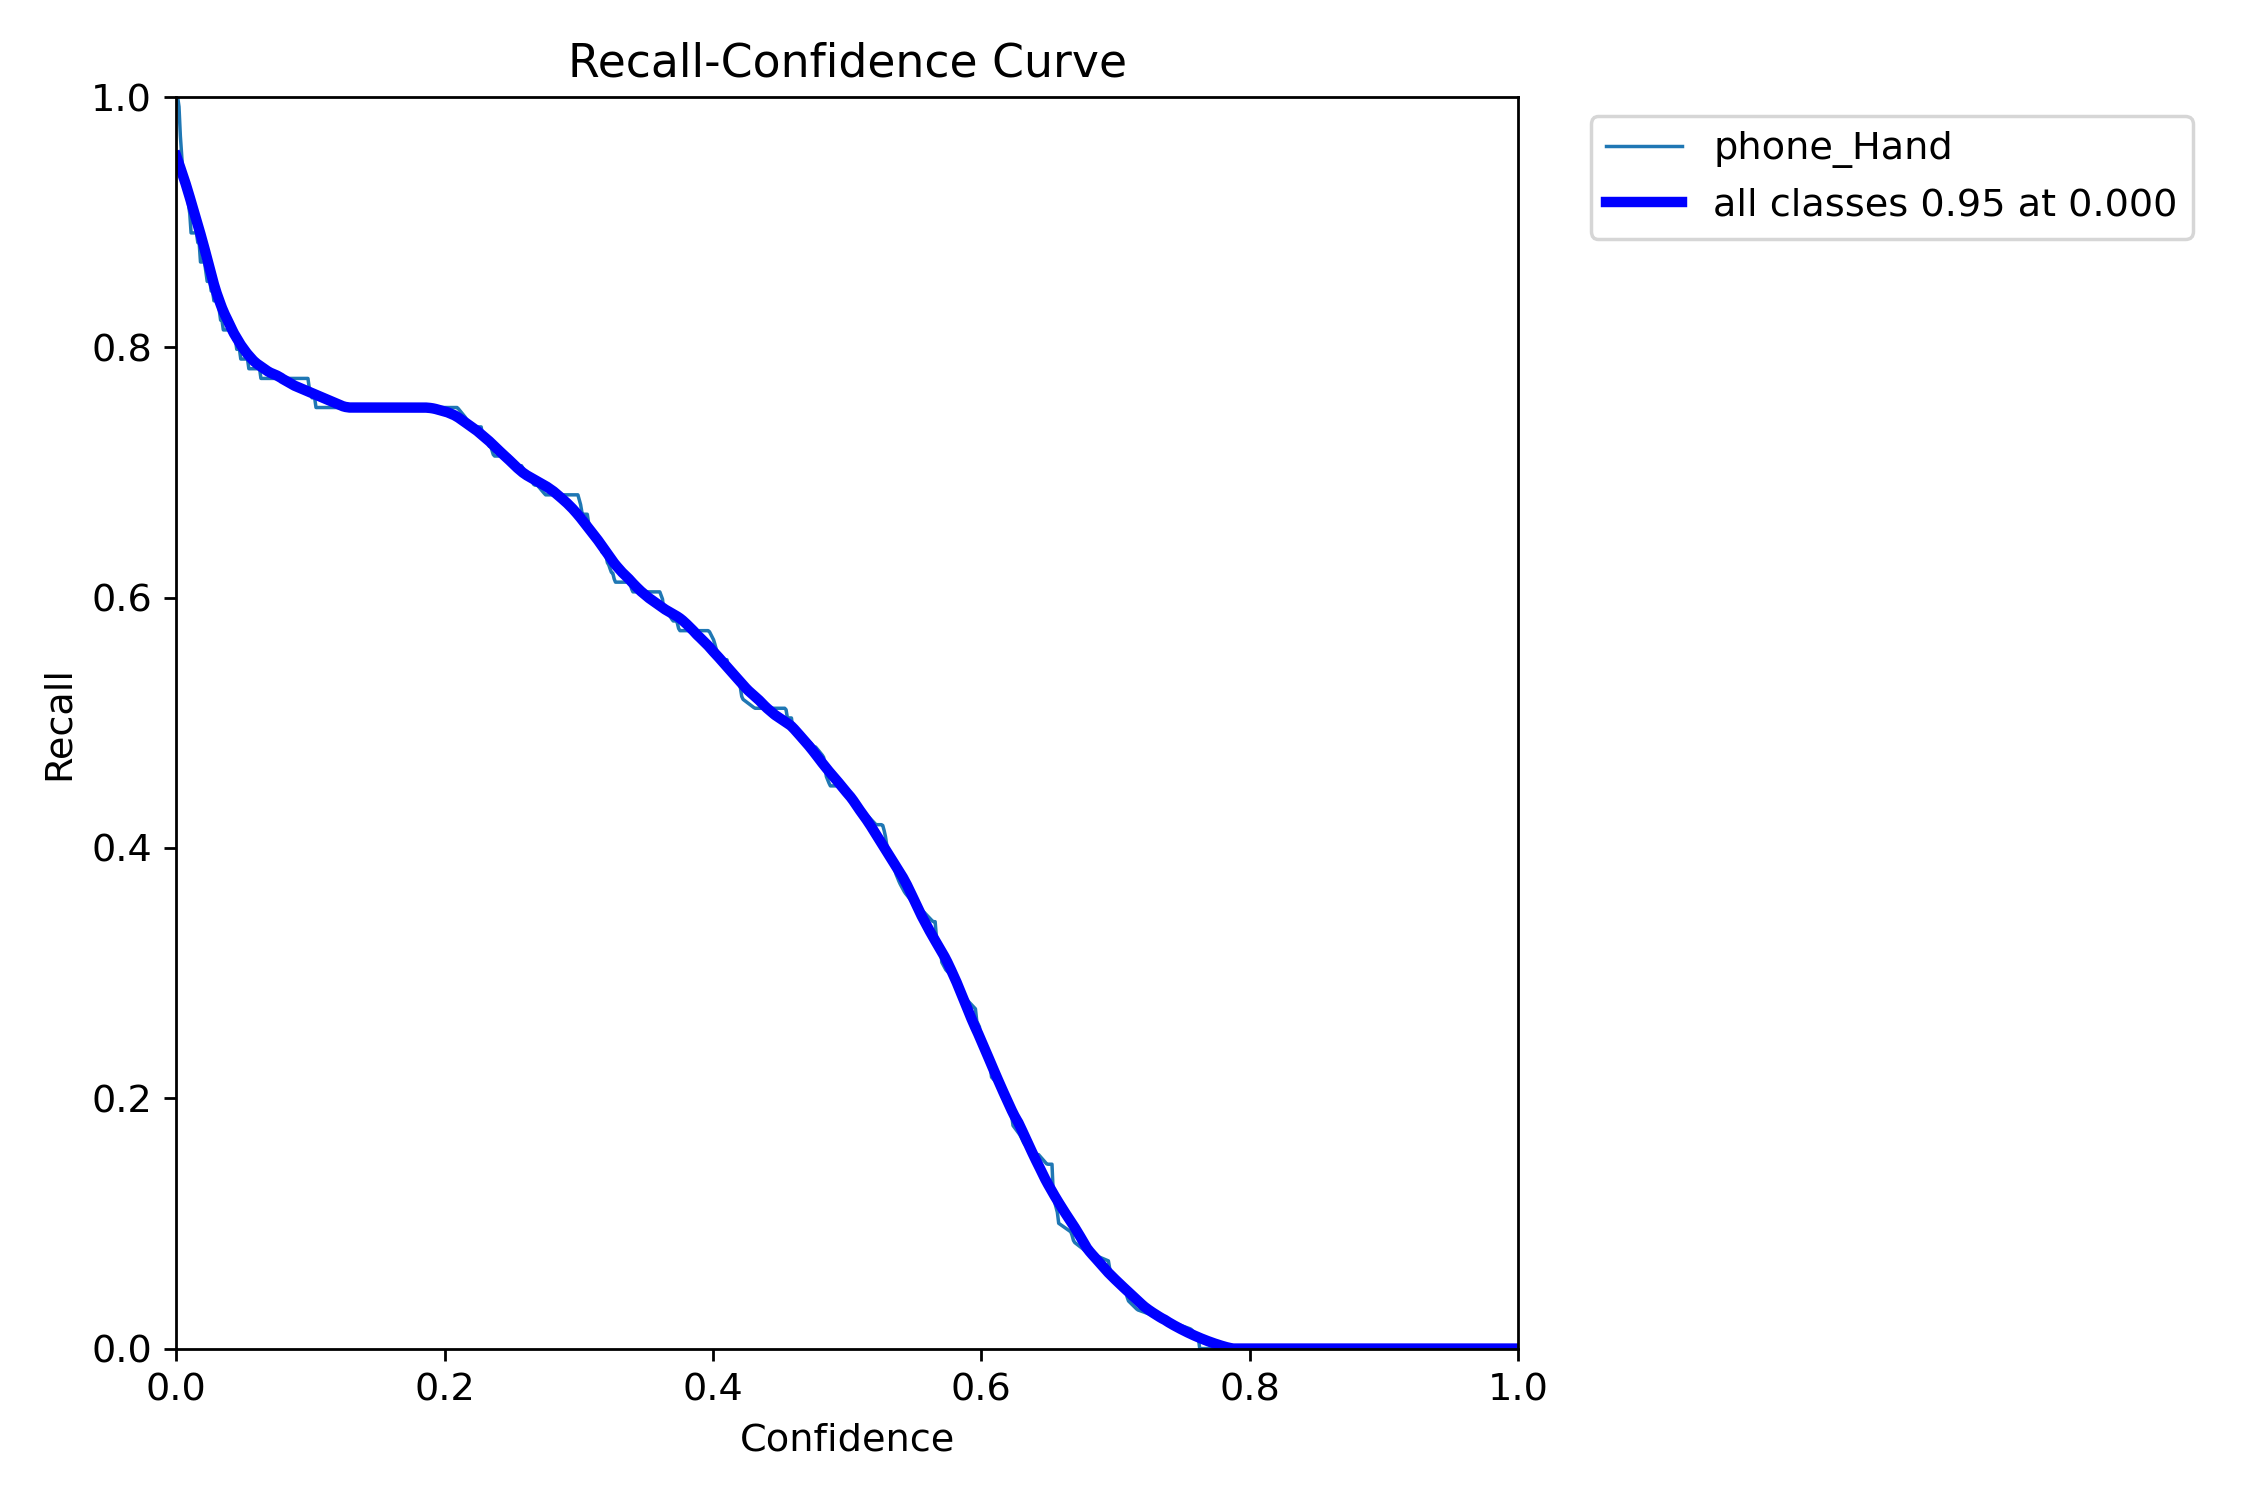 Recall-Confidence Curve
1.0
0.8
0.6
0.4
0.2
0.0
Recall
0.0 0.2 0.4 0.6 0.8 1.0
Confidence
phone_Hand
all classes 0.95 at 0.000